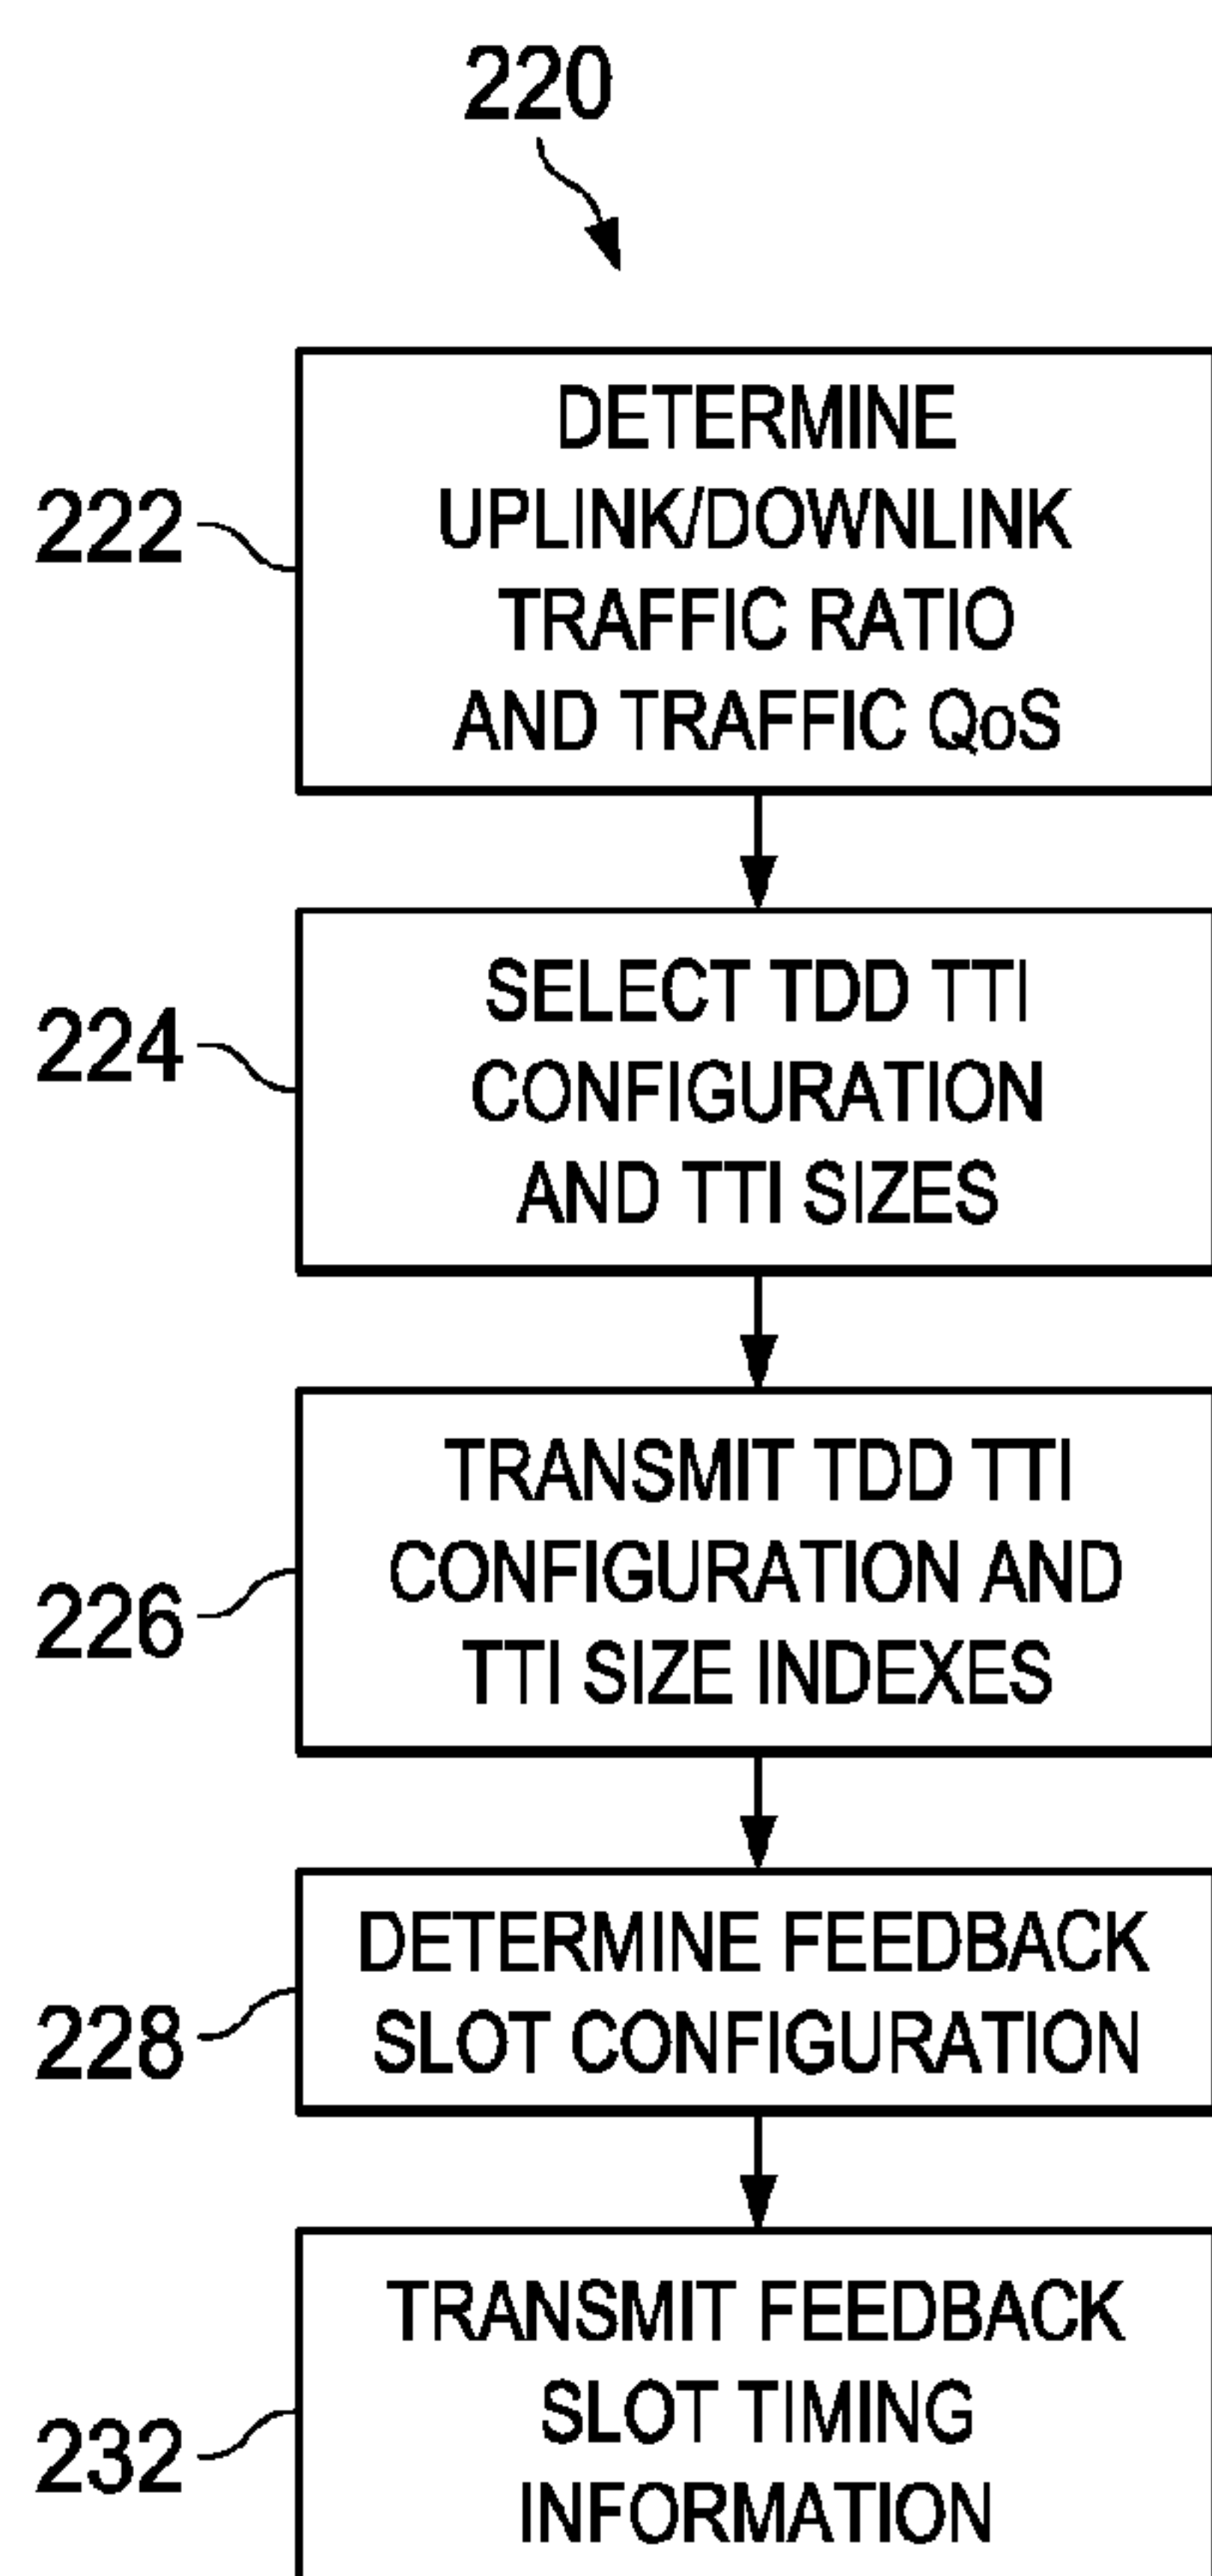 220
222
DETERMINE
UPLINK/DOWNLINK
TRAFFIC RATIO
AND TRAFFIC QoS
224
SELECT TDD TTI
CONFIGURATION
AND TTI SIZES
226
TRANSMIT TDD TTI
CONFIGURATION AND
TTI SIZE INDEXES
228
DETERMINE FEEDBACK
SLOT CONFIGURATION
232
TRANSMIT FEEDBACK
SLOT TIMING
INFORMATION